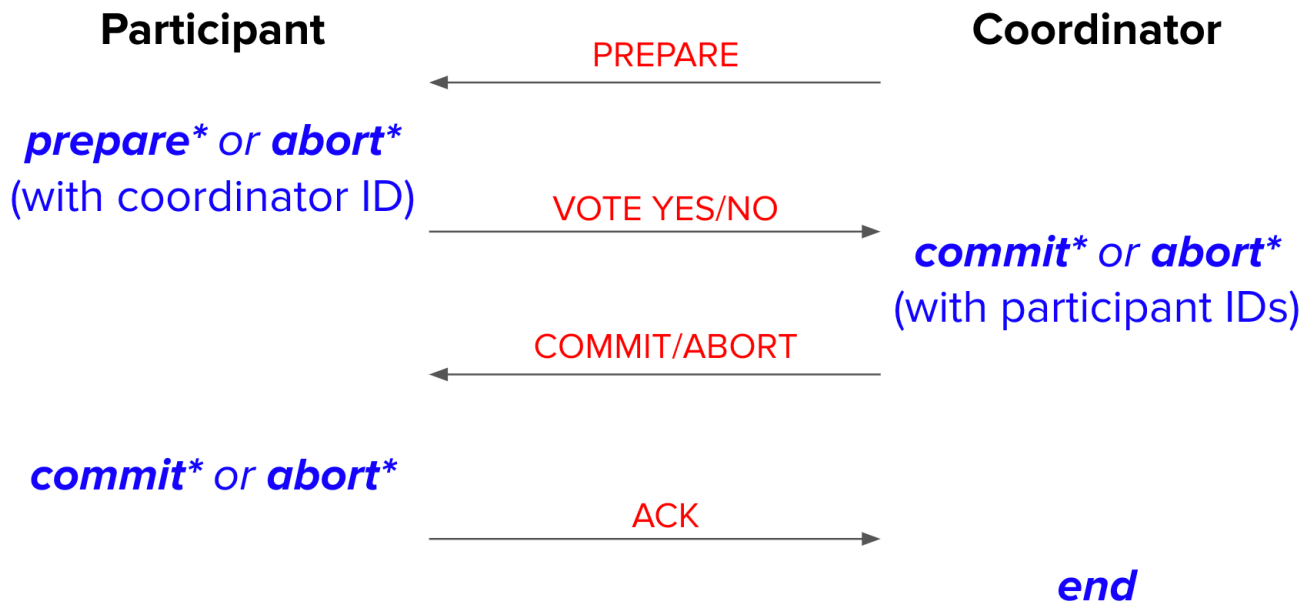 Participant
Coordinator
PREPARE
prepare* or abort*
(with coordinator ID)
VOTE YES/NO
commit* or abort*
(with participant IDs)
COMMIT/ABORT
commit* or abort*
ACK
end